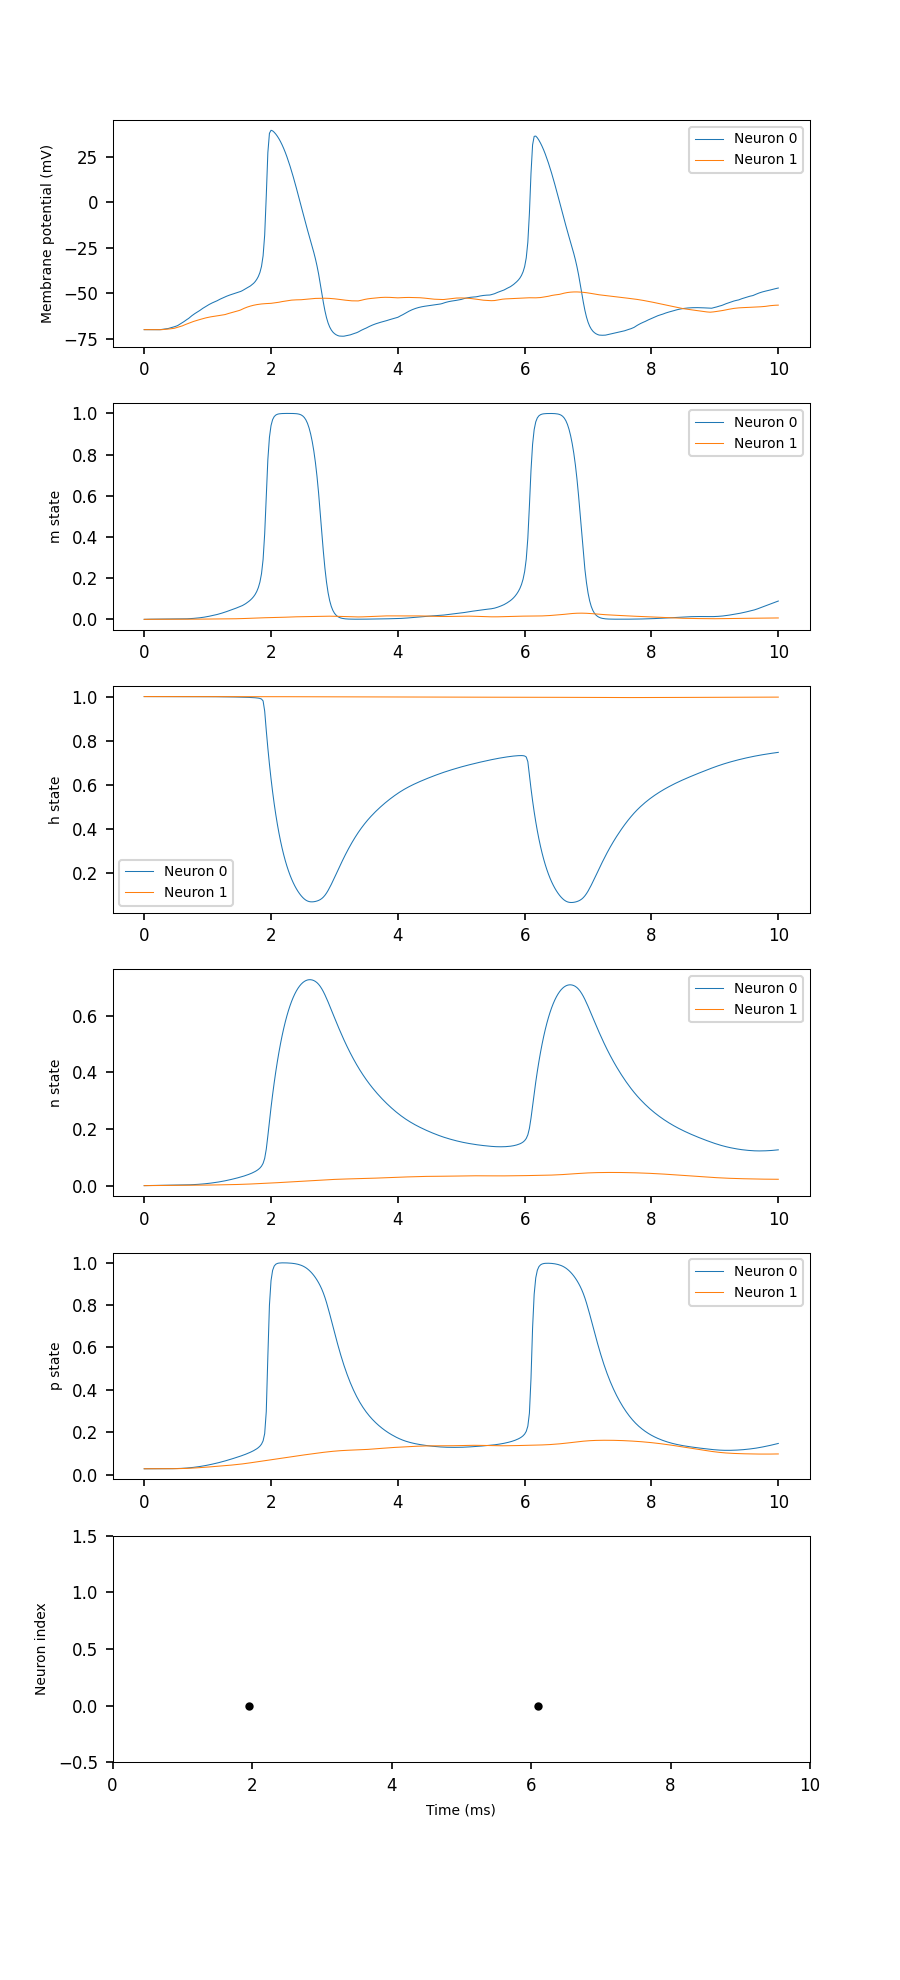 Membrane potential (mV)
25
0
−25
−50
−75
Neuron 0
Neuron 1
0 2 4 6 8 10
m state
1.0
0.8
0.6
0.4
0.2
0.0
Neuron 0
Neuron 1
0 2 4 6 8 10
h state
1.0
0.8
0.6
0.4
0.2
Neuron 0
Neuron 1
0 2 4 6 8 10
n state
0.6
0.4
0.2
0.0
Neuron 0
Neuron 1
0 2 4 6 8 10
p state
1.0
0.8
0.6
0.4
0.2
0.0
Neuron 0
Neuron 1
0 2 4 6 8 10
Neuron index
1.5
1.0
0.5
0.0
−0.5
0 2 4 6 8 10
Time (ms)